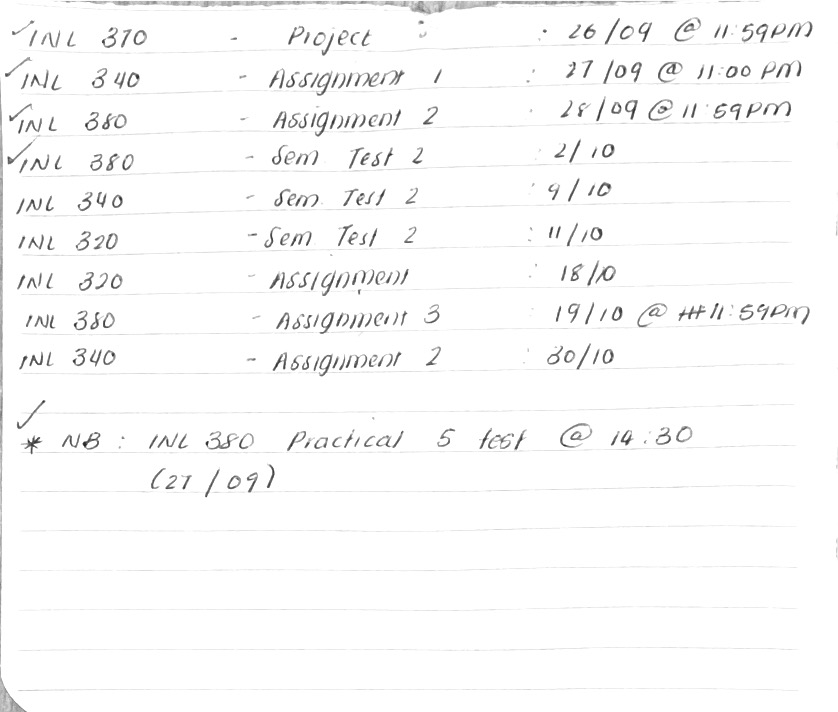 ✓INL 370 - Project : : 26/09 @ 11:59PM
✓INL 340 - Assignment 1 : 27/09 @ 11:00 PM
✓INL 380 - Assignment 2 : 28/09 @ 11:59PM
✓INL 380 - Sem Test 2 : 2/10
INL 340 - Sem Test 2 : 9/10
INL 320 - Sem Test 2 : 11/10
INL 320 - Assignment : 18/10
INL 380 - Assignment 3 : 19/10 @ 11:59PM
INL 340 - Assignment 2 : 30/10
✓
* NB : INL 380 Practical 5 test @ 14:30
(27/09)